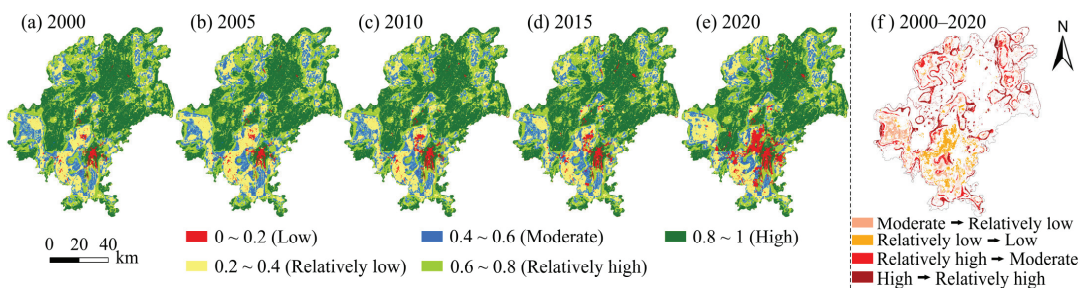 (a) 2000
(b) 2005
(c) 2010
(d) 2015
(e) 2020
(f) 2000–2020
N
0 20 40
km
0 ~ 0.2 (Low)
0.4 ~ 0.6 (Moderate)
0.8 ~ 1 (High)
0.2 ~ 0.4 (Relatively low)
0.6 ~ 0.8 (Relatively high)
Moderate ➞ Relatively low
Relatively low ➞ Low
Relatively high ➞ Moderate
High ➞ Relatively high